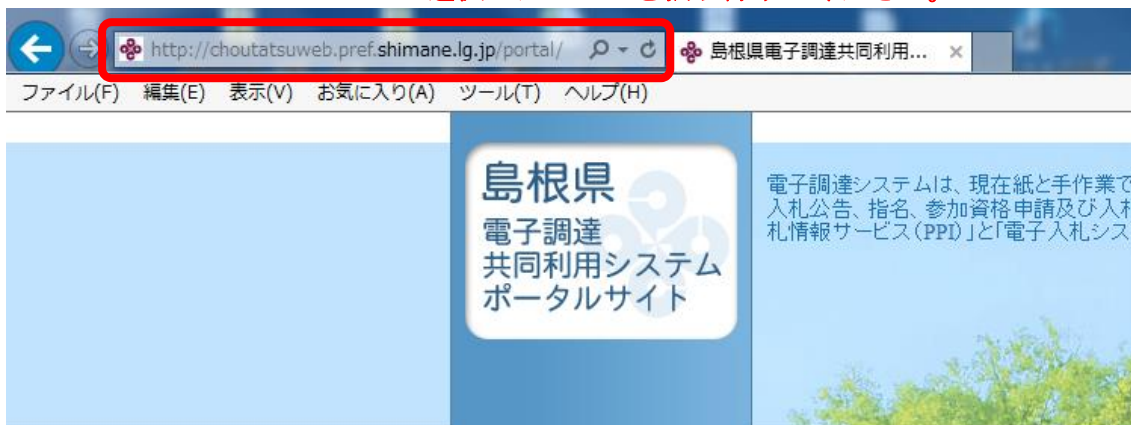 http://choutatsuweb.pref.shimane.lg.jp/portal/
島根県電子調達共同利用...
ファイル(F) 編集(E) 表示(V) お気に入り(A) ツール(T) ヘルプ(H)
島根県
電子調達
共同利用システム
ポータルサイト
電子調達システムは、現在紙と手作業で
入札公告、指名、参加資格申請及び入札
札情報サービス(PPI)」と「電子入札シス